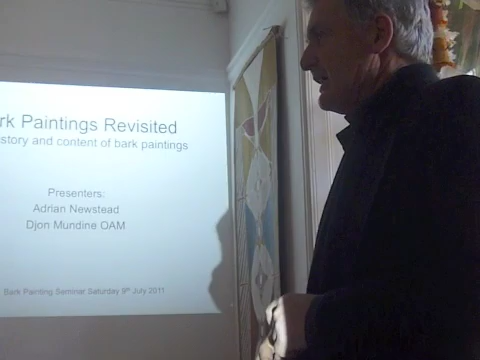 rk Paintings Revisited
story and content of bark paintings
Presenters:
Adrian Newstead
Djon Mundine OAM
Bark Painting Seminar Saturday 9th July 2011